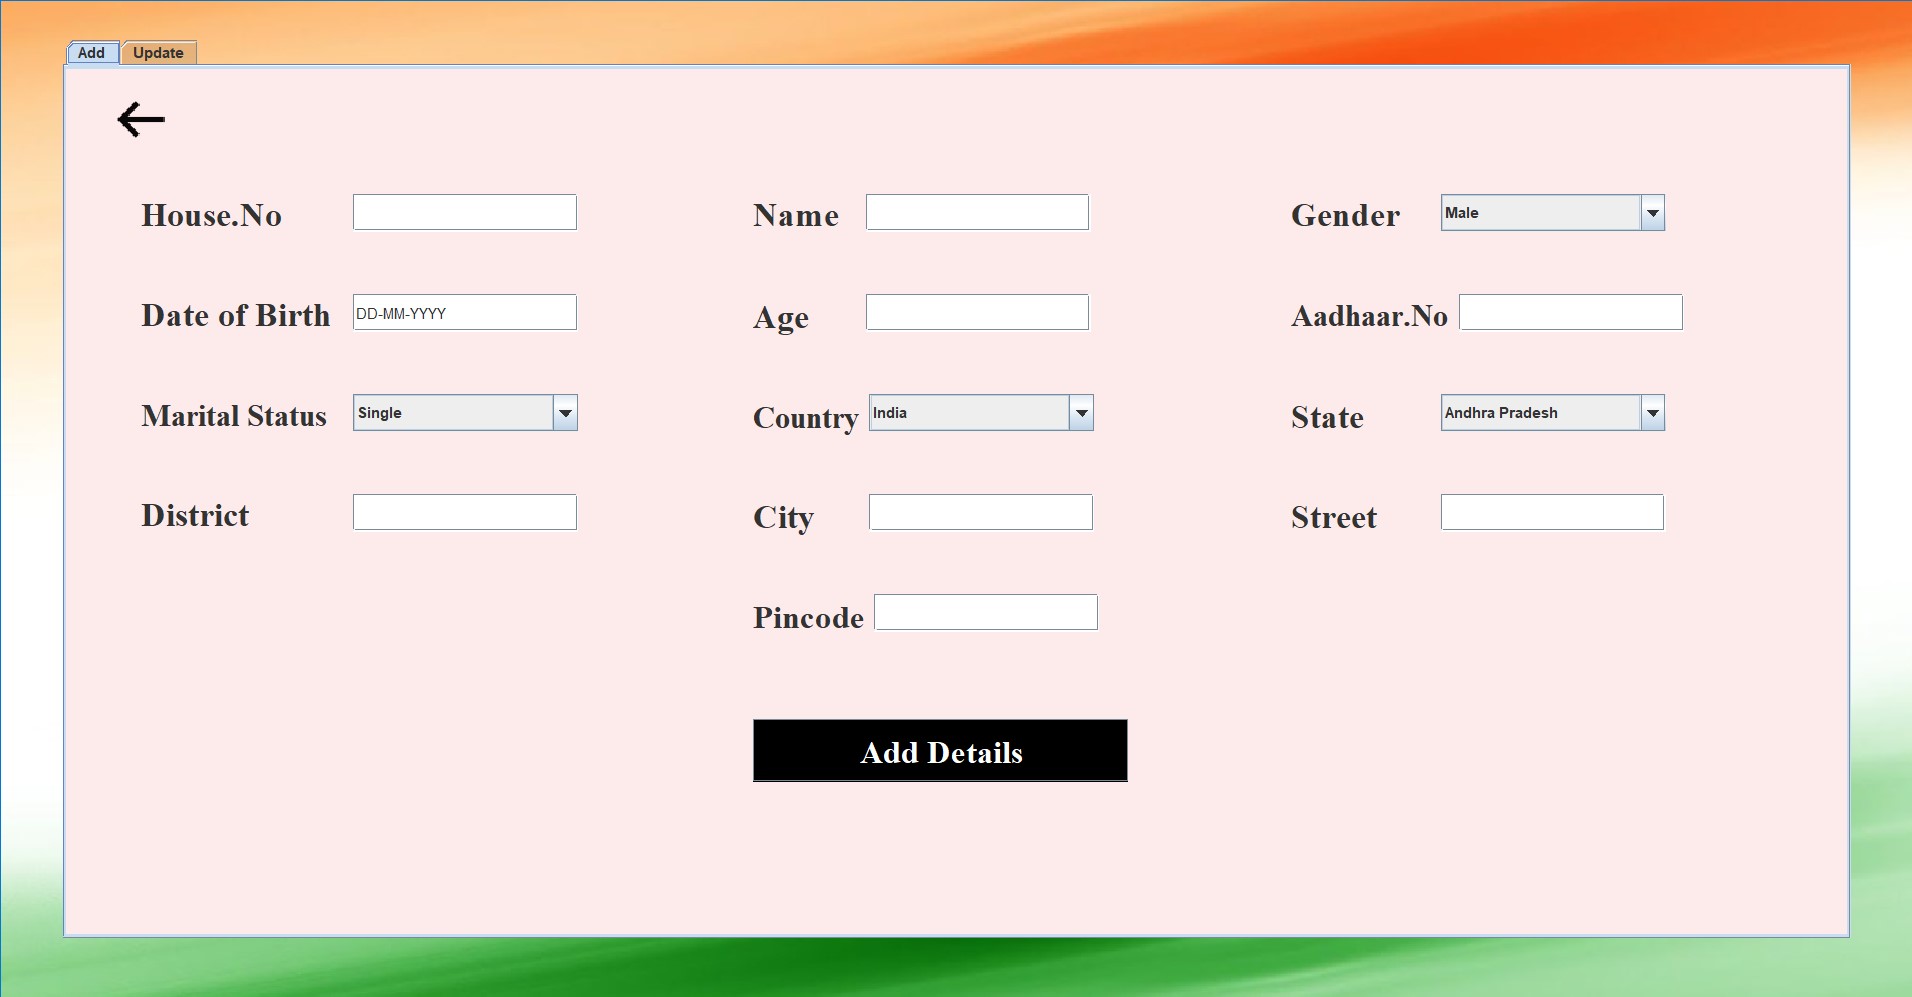 Add Update
House.No Name Gender Male
Date of Birth DD-MM-YYYY Age Aadhaar.No
Marital Status Single Country India State Andhra Pradesh
District City Street
Pincode
Add Details